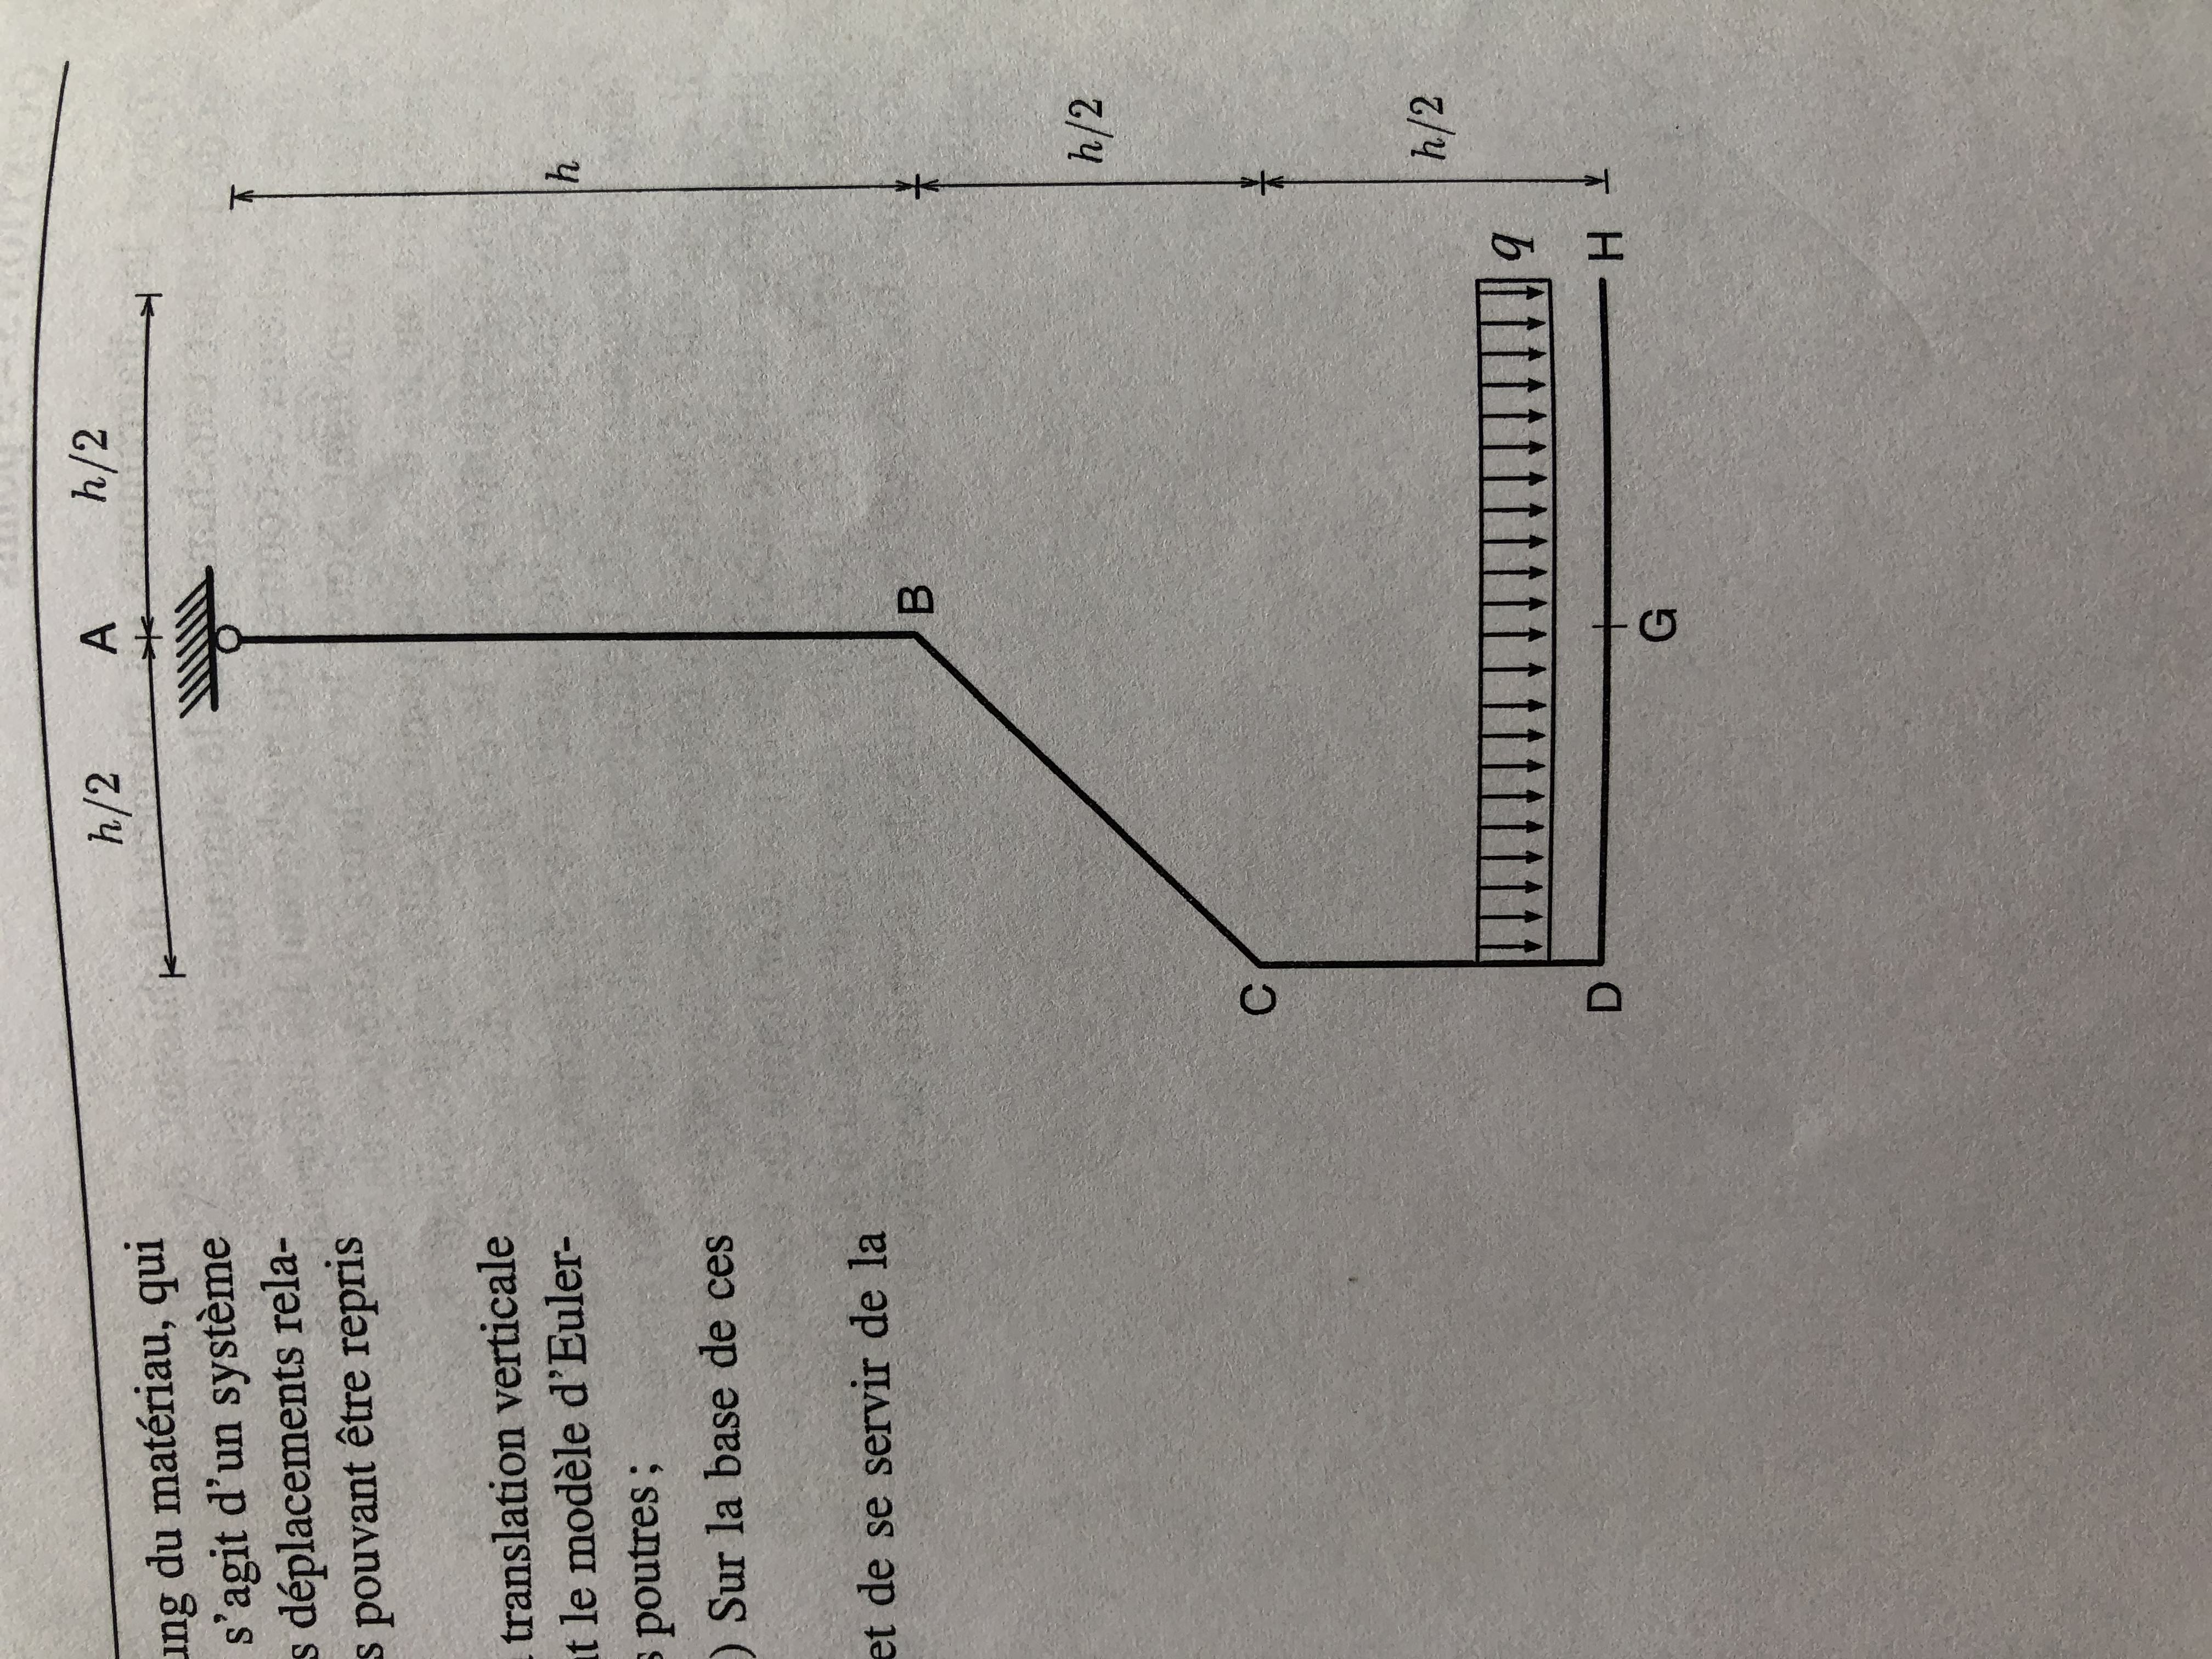 ung du matériau, qui
s'agit d'un système
s déplacements rela-
s pouvant être repris
translation verticale
t le modèle d'Euler-
s poutres ;
) Sur la base de ces
et de se servir de la
h/2
A
h/2
h
B
h/2
C
h/2
q
D
H
G